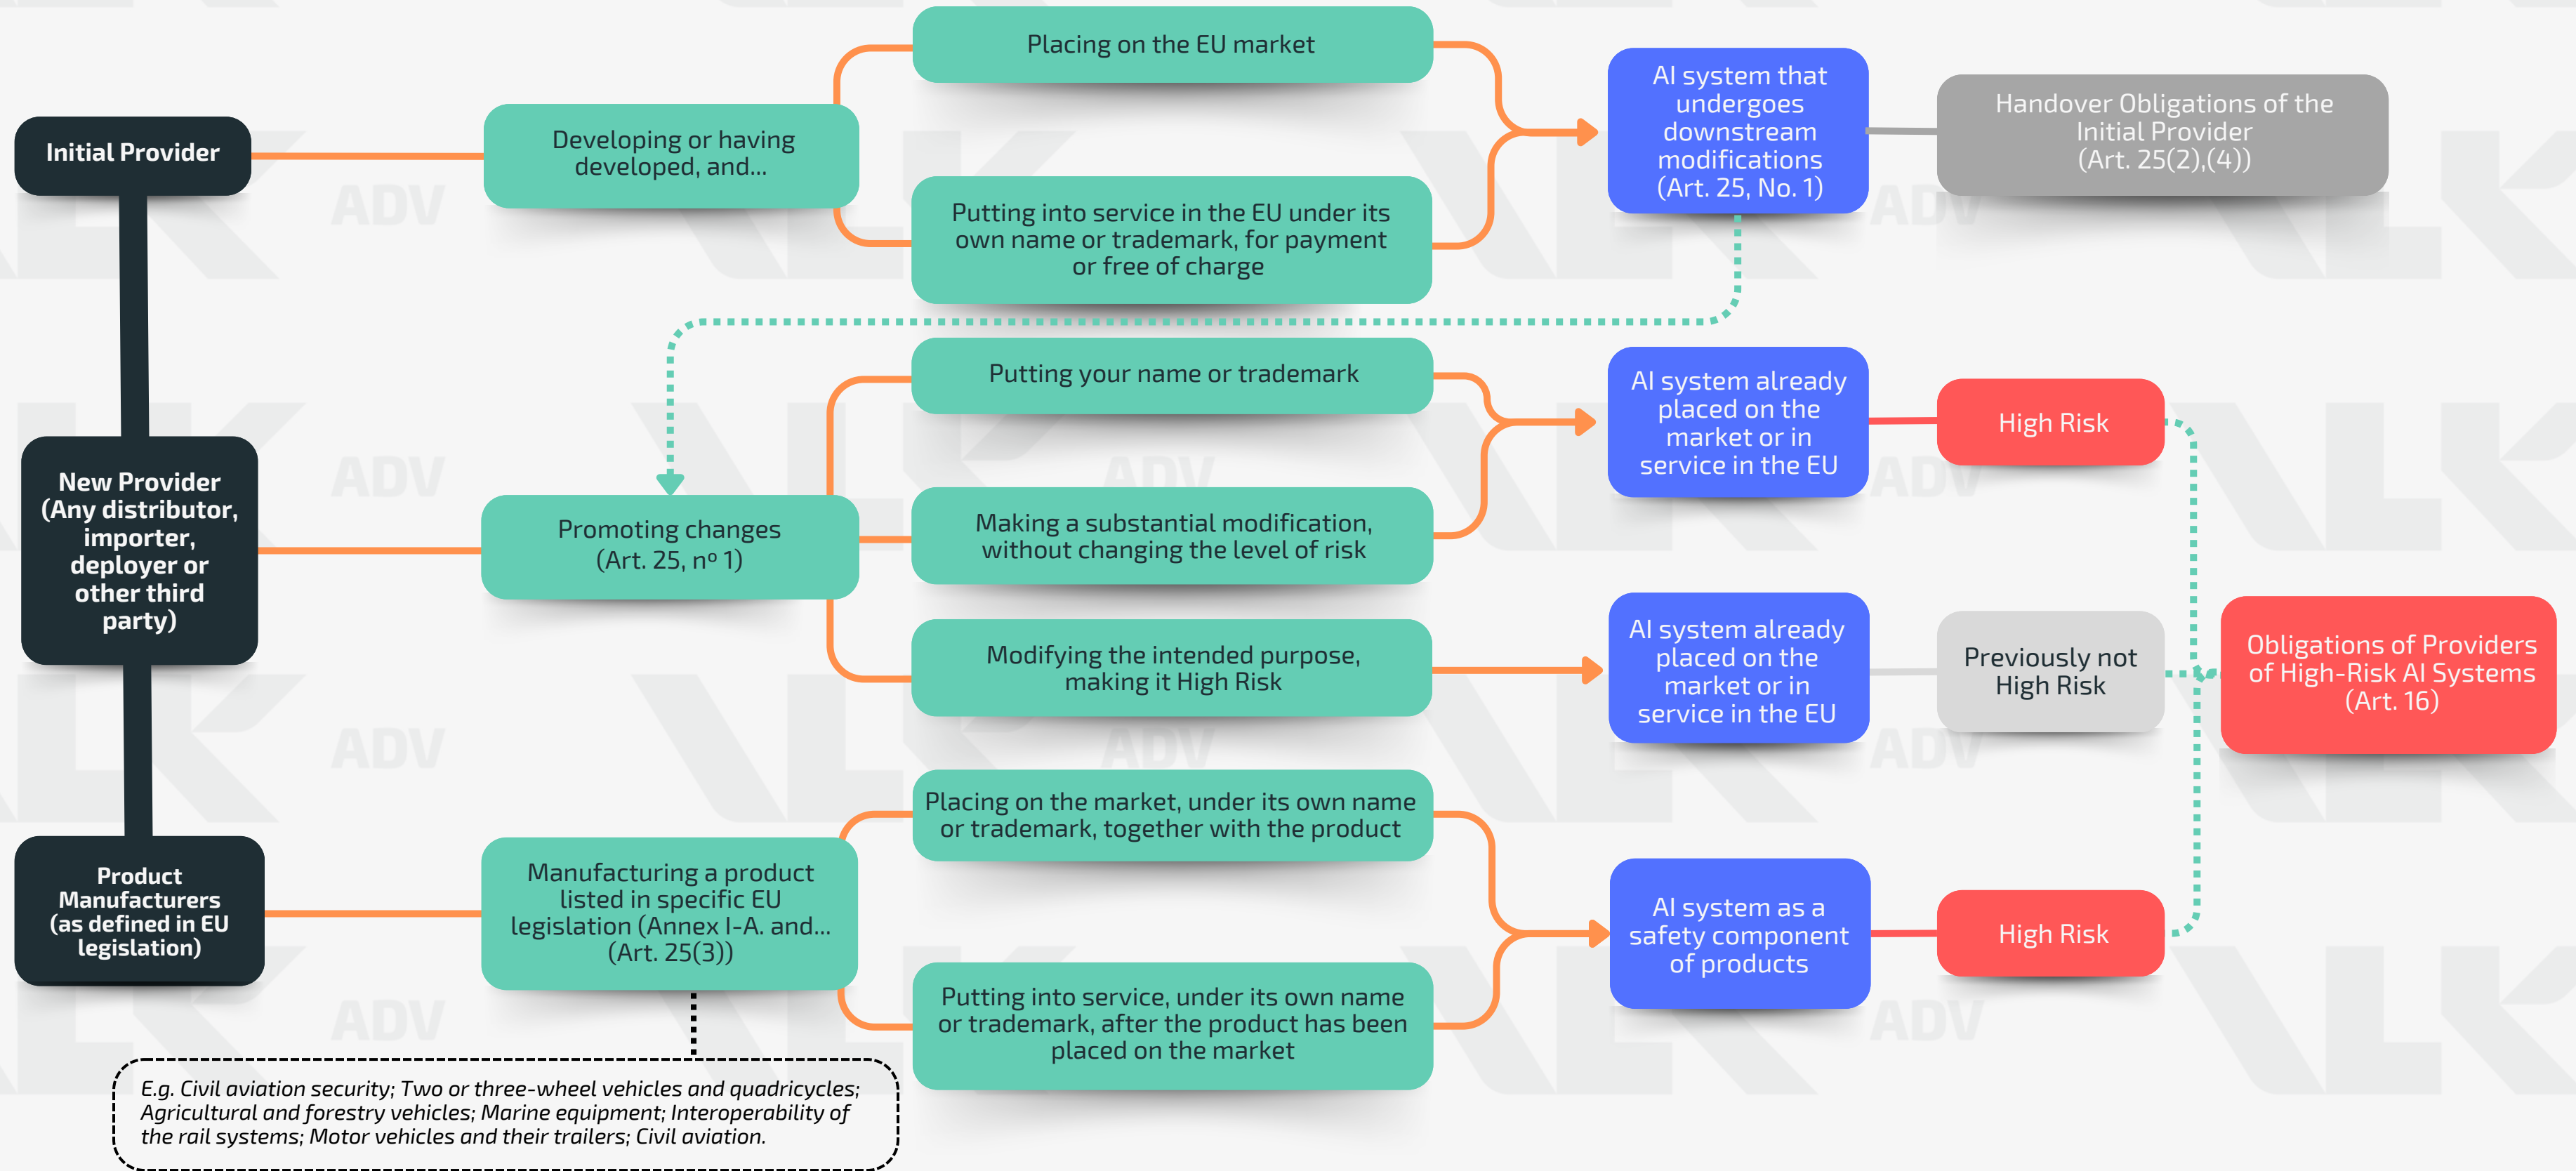 Initial Provider
Developing or having
developed, and...
Placing on the EU market
Putting into service in the EU under its
own name or trademark, for payment
or free of charge
AI system that
undergoes
downstream
modifications
(Art. 25, No. 1)
Handover Obligations of the
Initial Provider
(Art. 25(2),(4))
New Provider
(Any distributor,
importer,
deployer or
other third
party)
Promoting changes
(Art. 25, nº 1)
Putting your name or trademark
Making a substantial modification,
without changing the level of risk
Modifying the intended purpose,
making it High Risk
AI system already
placed on the
market or in
service in the EU
High Risk
AI system already
placed on the
market or in
service in the EU
Previously not
High Risk
Obligations of Providers
of High-Risk AI Systems
(Art. 16)
Product
Manufacturers
(as defined in EU
legislation)
Manufacturing a product
listed in specific EU
legislation (Annex I-A. and...
(Art. 25(3))
Placing on the market, under its own name
or trademark, together with the product
Putting into service, under its own name
or trademark, after the product has been
placed on the market
AI system as a
safety component
of products
High Risk
E.g. Civil aviation security; Two or three-wheel vehicles and quadricycles;
Agricultural and forestry vehicles; Marine equipment; Interoperability of
the rail systems; Motor vehicles and their trailers; Civil aviation.
ADV
ADV
ADV
ADV
ADV
ADV
ADV
ADV
ADV
ADV